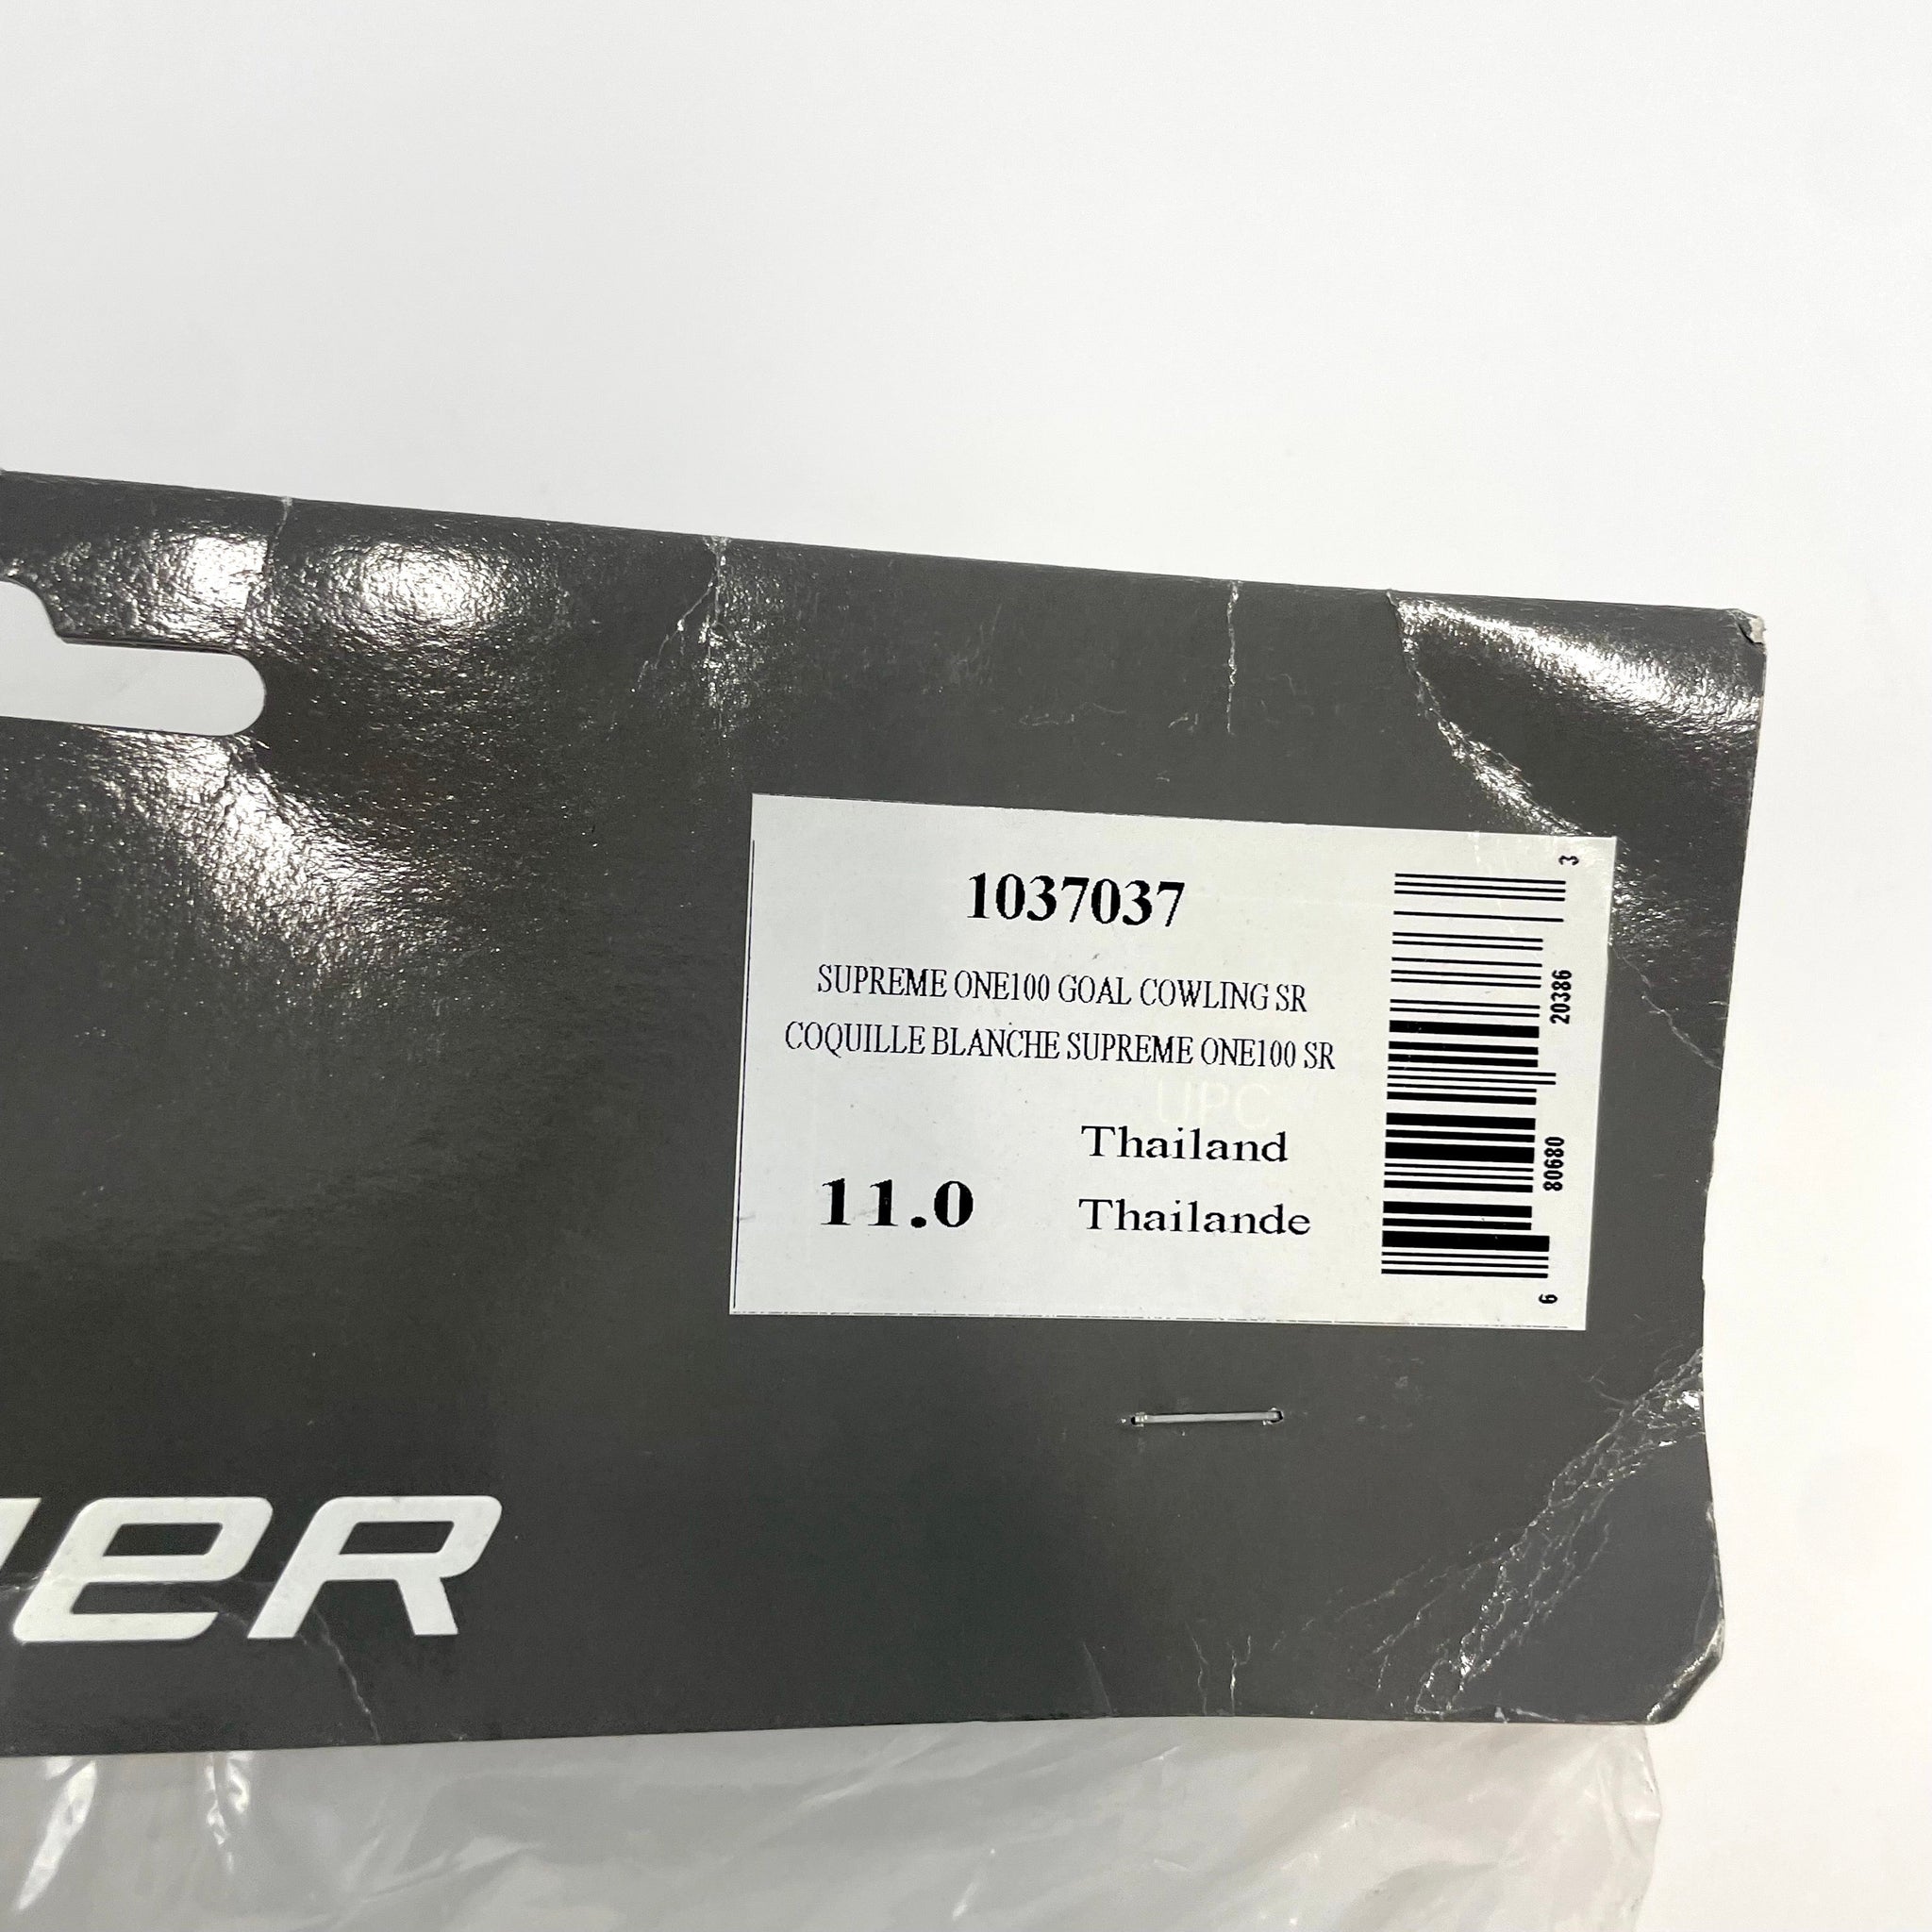 1037037
SUPREME ONE100 GOAL COWLING SR
COQUILLE BLANCHE SUPREME ONE100 SR
UPC
Thailand
11.0
Thailande
6 80680 20386 3
eR